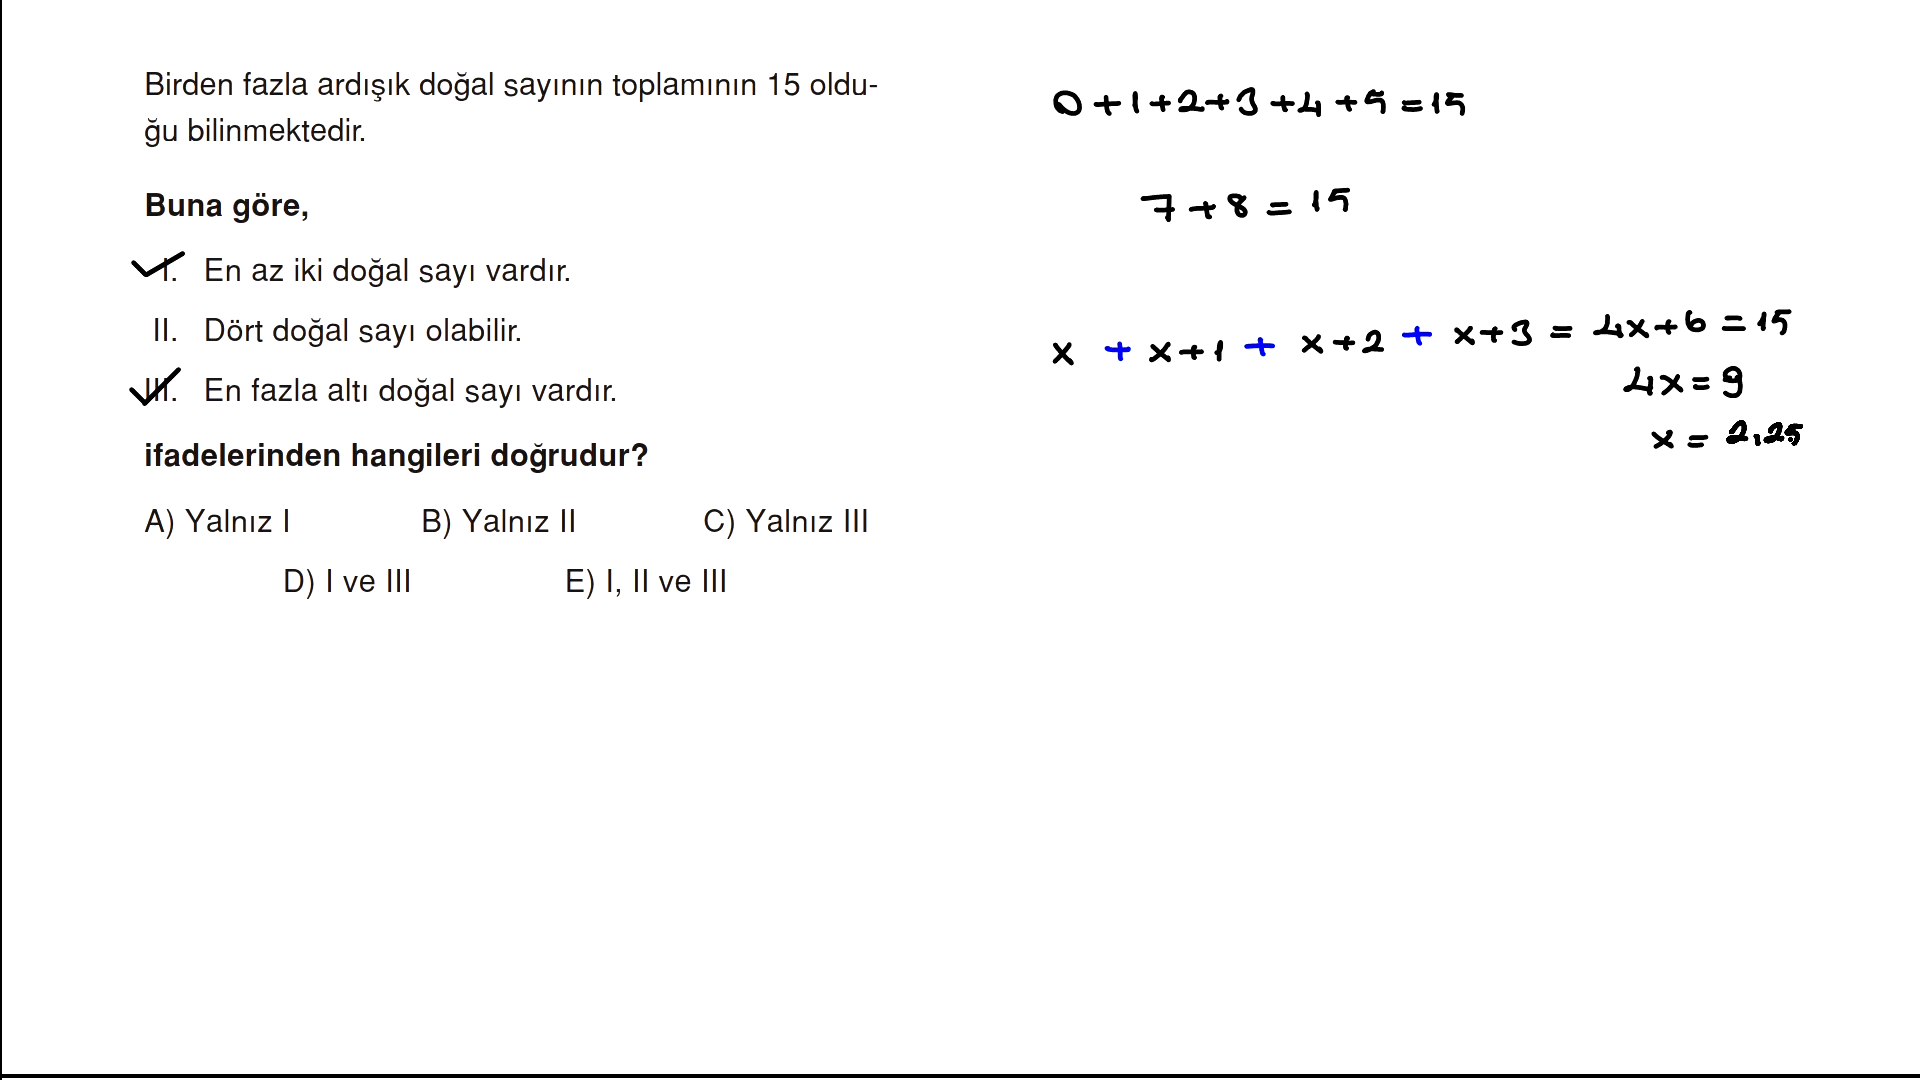 Birden fazla ardışık doğal sayının toplamının 15 oldu-
ğu bilinmektedir.
Buna göre,
I. En az iki doğal sayı vardır.
II. Dört doğal sayı olabilir.
III. En fazla altı doğal sayı vardır.
ifadelerinden hangileri doğrudur?
A) Yalnız I B) Yalnız II C) Yalnız III
D) I ve III E) I, II ve III
0+1+2+3+4+5=15
7+8=15
x + x+1 + x+2 + x+3 = 4x+6=15
4x=9
x = 2,25